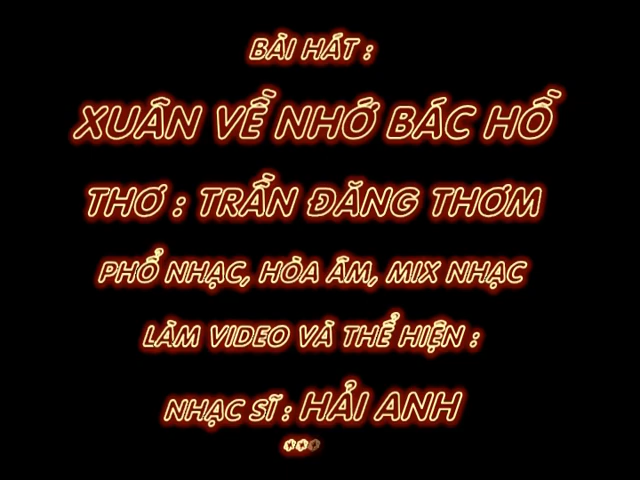 BÀI HÁT :
XUÂN VỀ NHỚ BÁC HỒ
THƠ : TRẦN ĐĂNG THƠM
PHỔ NHẠC, HÒA ÂM, MIX NHẠC
LÀM VIDEO VÀ THỂ HIỆN :
NHẠC SĨ : HẢI ANH